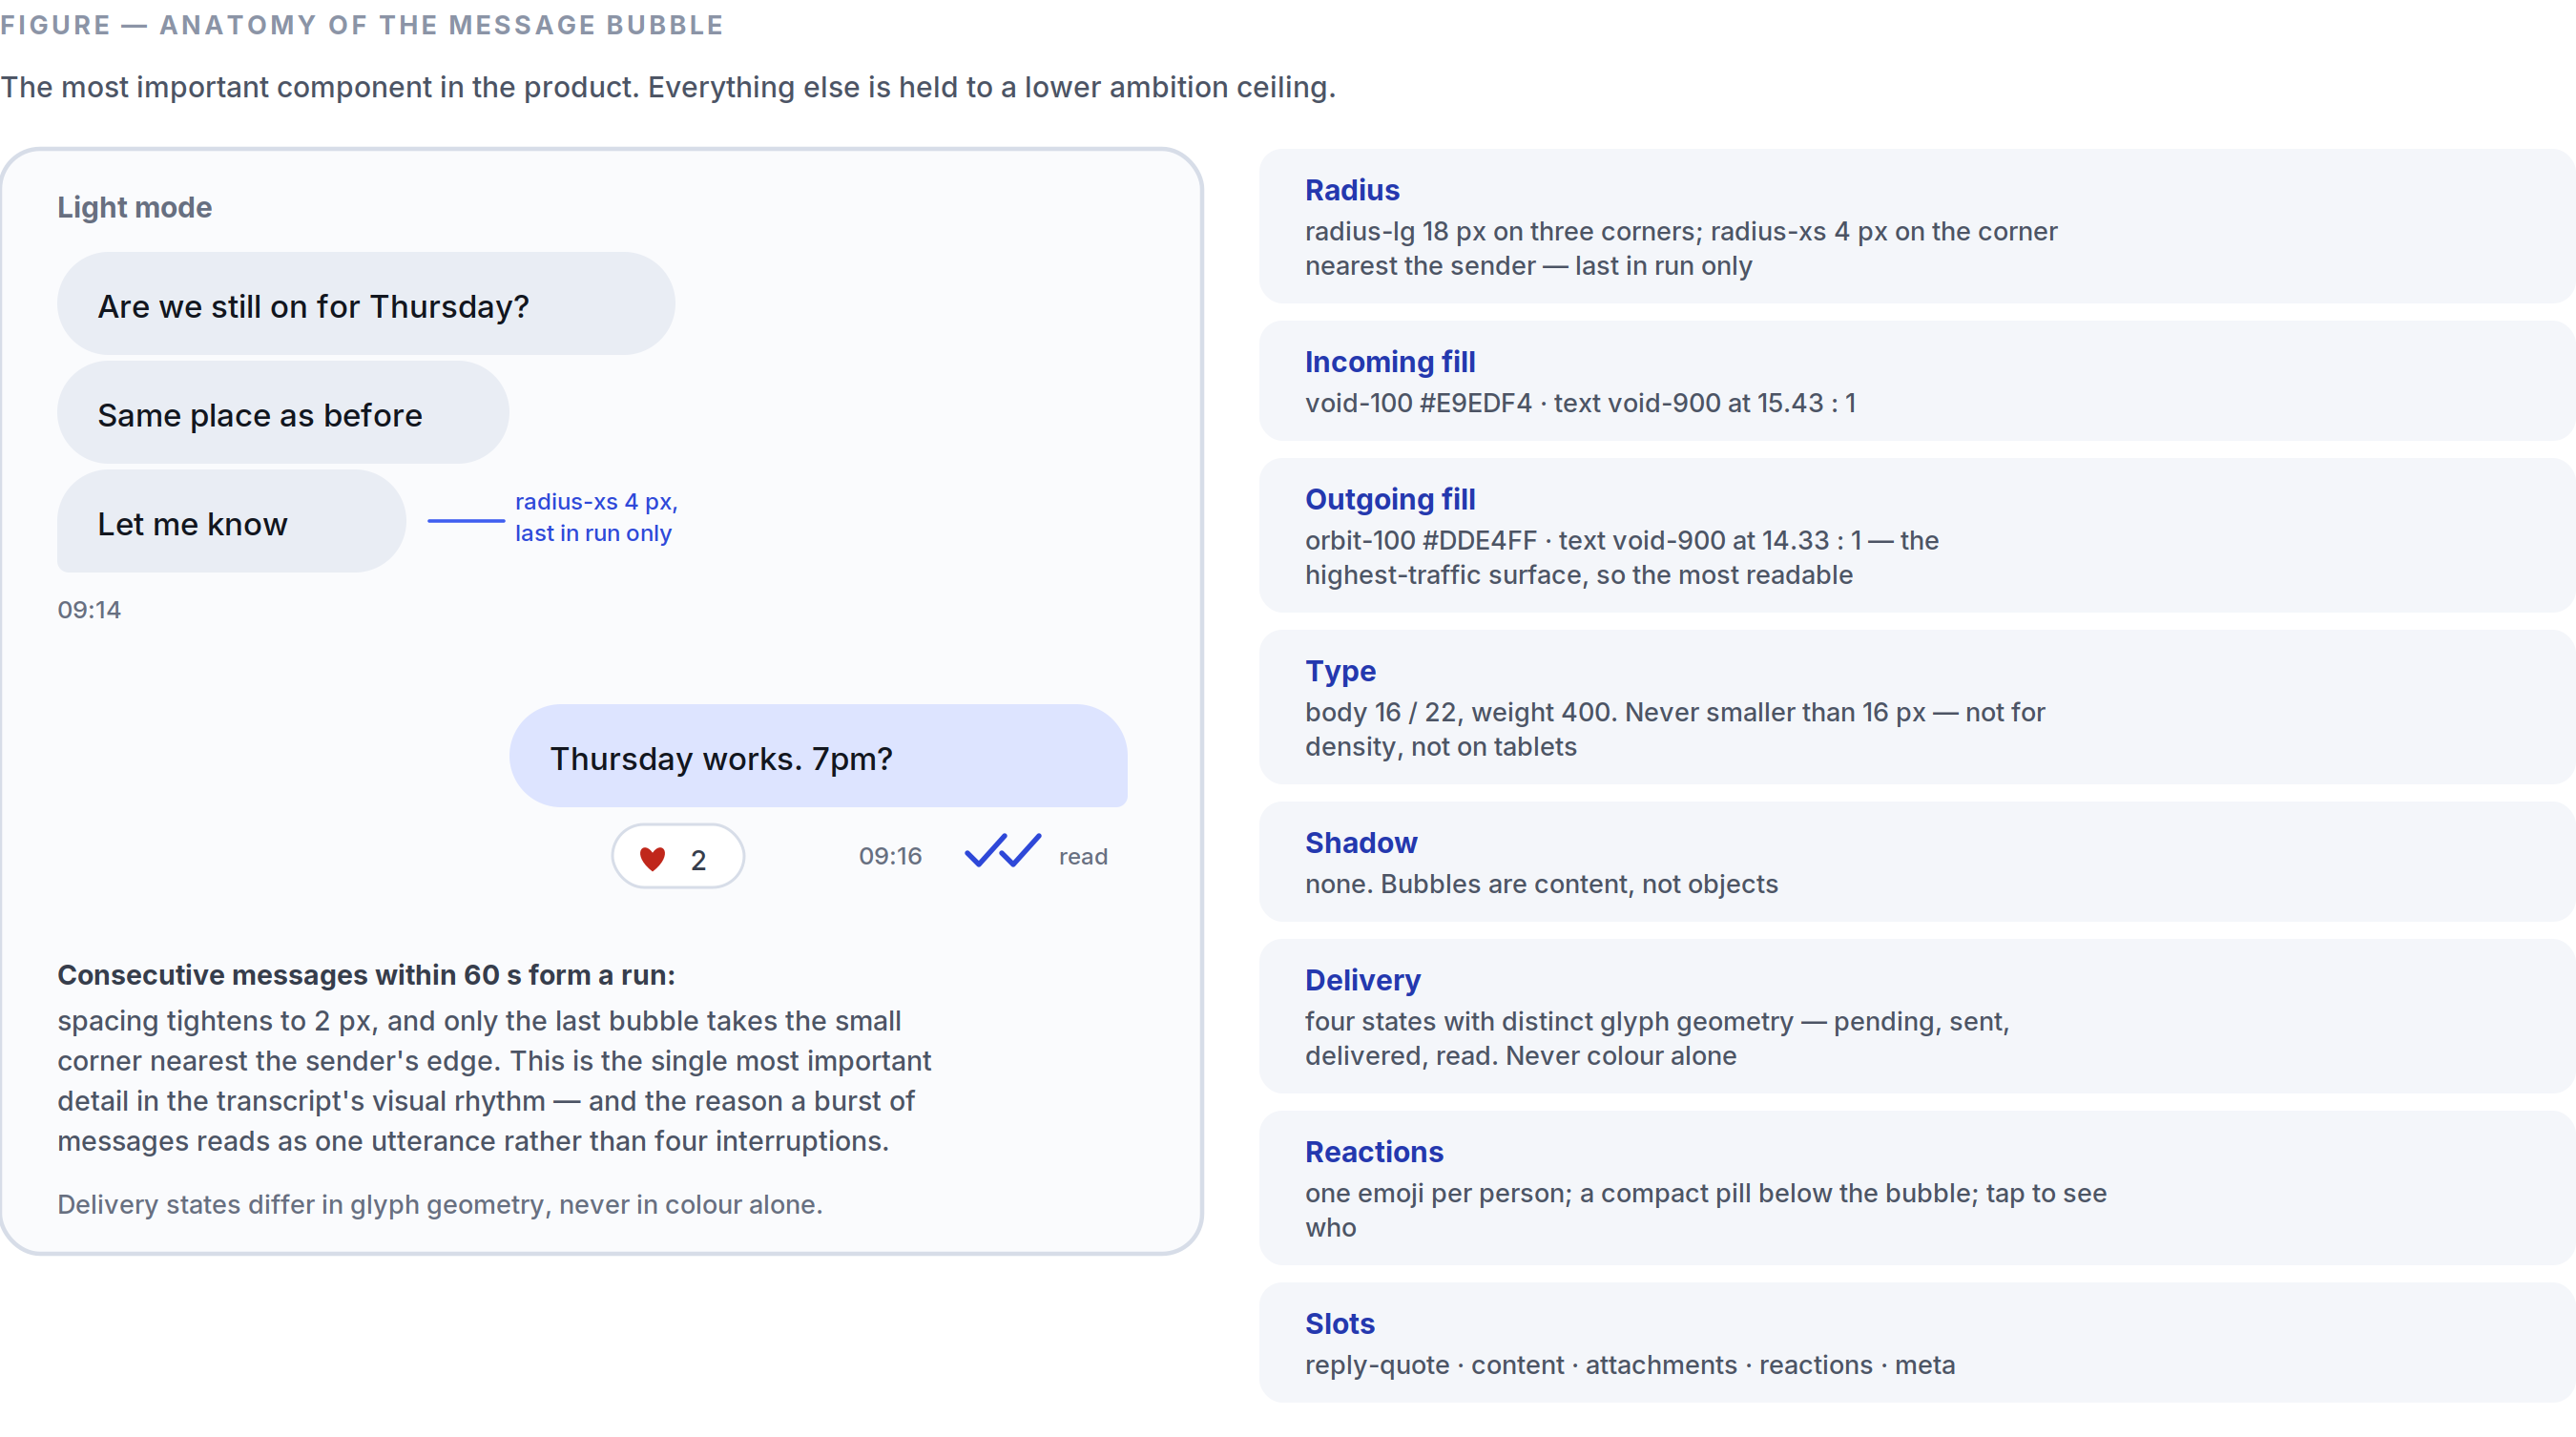 FIGURE — ANATOMY OF THE MESSAGE BUBBLE
The most important component in the product. Everything else is held to a lower ambition ceiling.
Light mode
Are we still on for Thursday?
Same place as before
Let me know
radius-xs 4 px,
last in run only
09:14
Thursday works. 7pm?
2
09:16
read
Consecutive messages within 60 s form a run:
spacing tightens to 2 px, and only the last bubble takes the small
corner nearest the sender's edge. This is the single most important
detail in the transcript's visual rhythm — and the reason a burst of
messages reads as one utterance rather than four interruptions.
Delivery states differ in glyph geometry, never in colour alone.
Radius
radius-lg 18 px on three corners; radius-xs 4 px on the corner
nearest the sender — last in run only
Incoming fill
void-100 #E9EDF4 · text void-900 at 15.43 : 1
Outgoing fill
orbit-100 #DDE4FF · text void-900 at 14.33 : 1 — the
highest-traffic surface, so the most readable
Type
body 16 / 22, weight 400. Never smaller than 16 px — not for
density, not on tablets
Shadow
none. Bubbles are content, not objects
Delivery
four states with distinct glyph geometry — pending, sent,
delivered, read. Never colour alone
Reactions
one emoji per person; a compact pill below the bubble; tap to see
who
Slots
reply-quote · content · attachments · reactions · meta